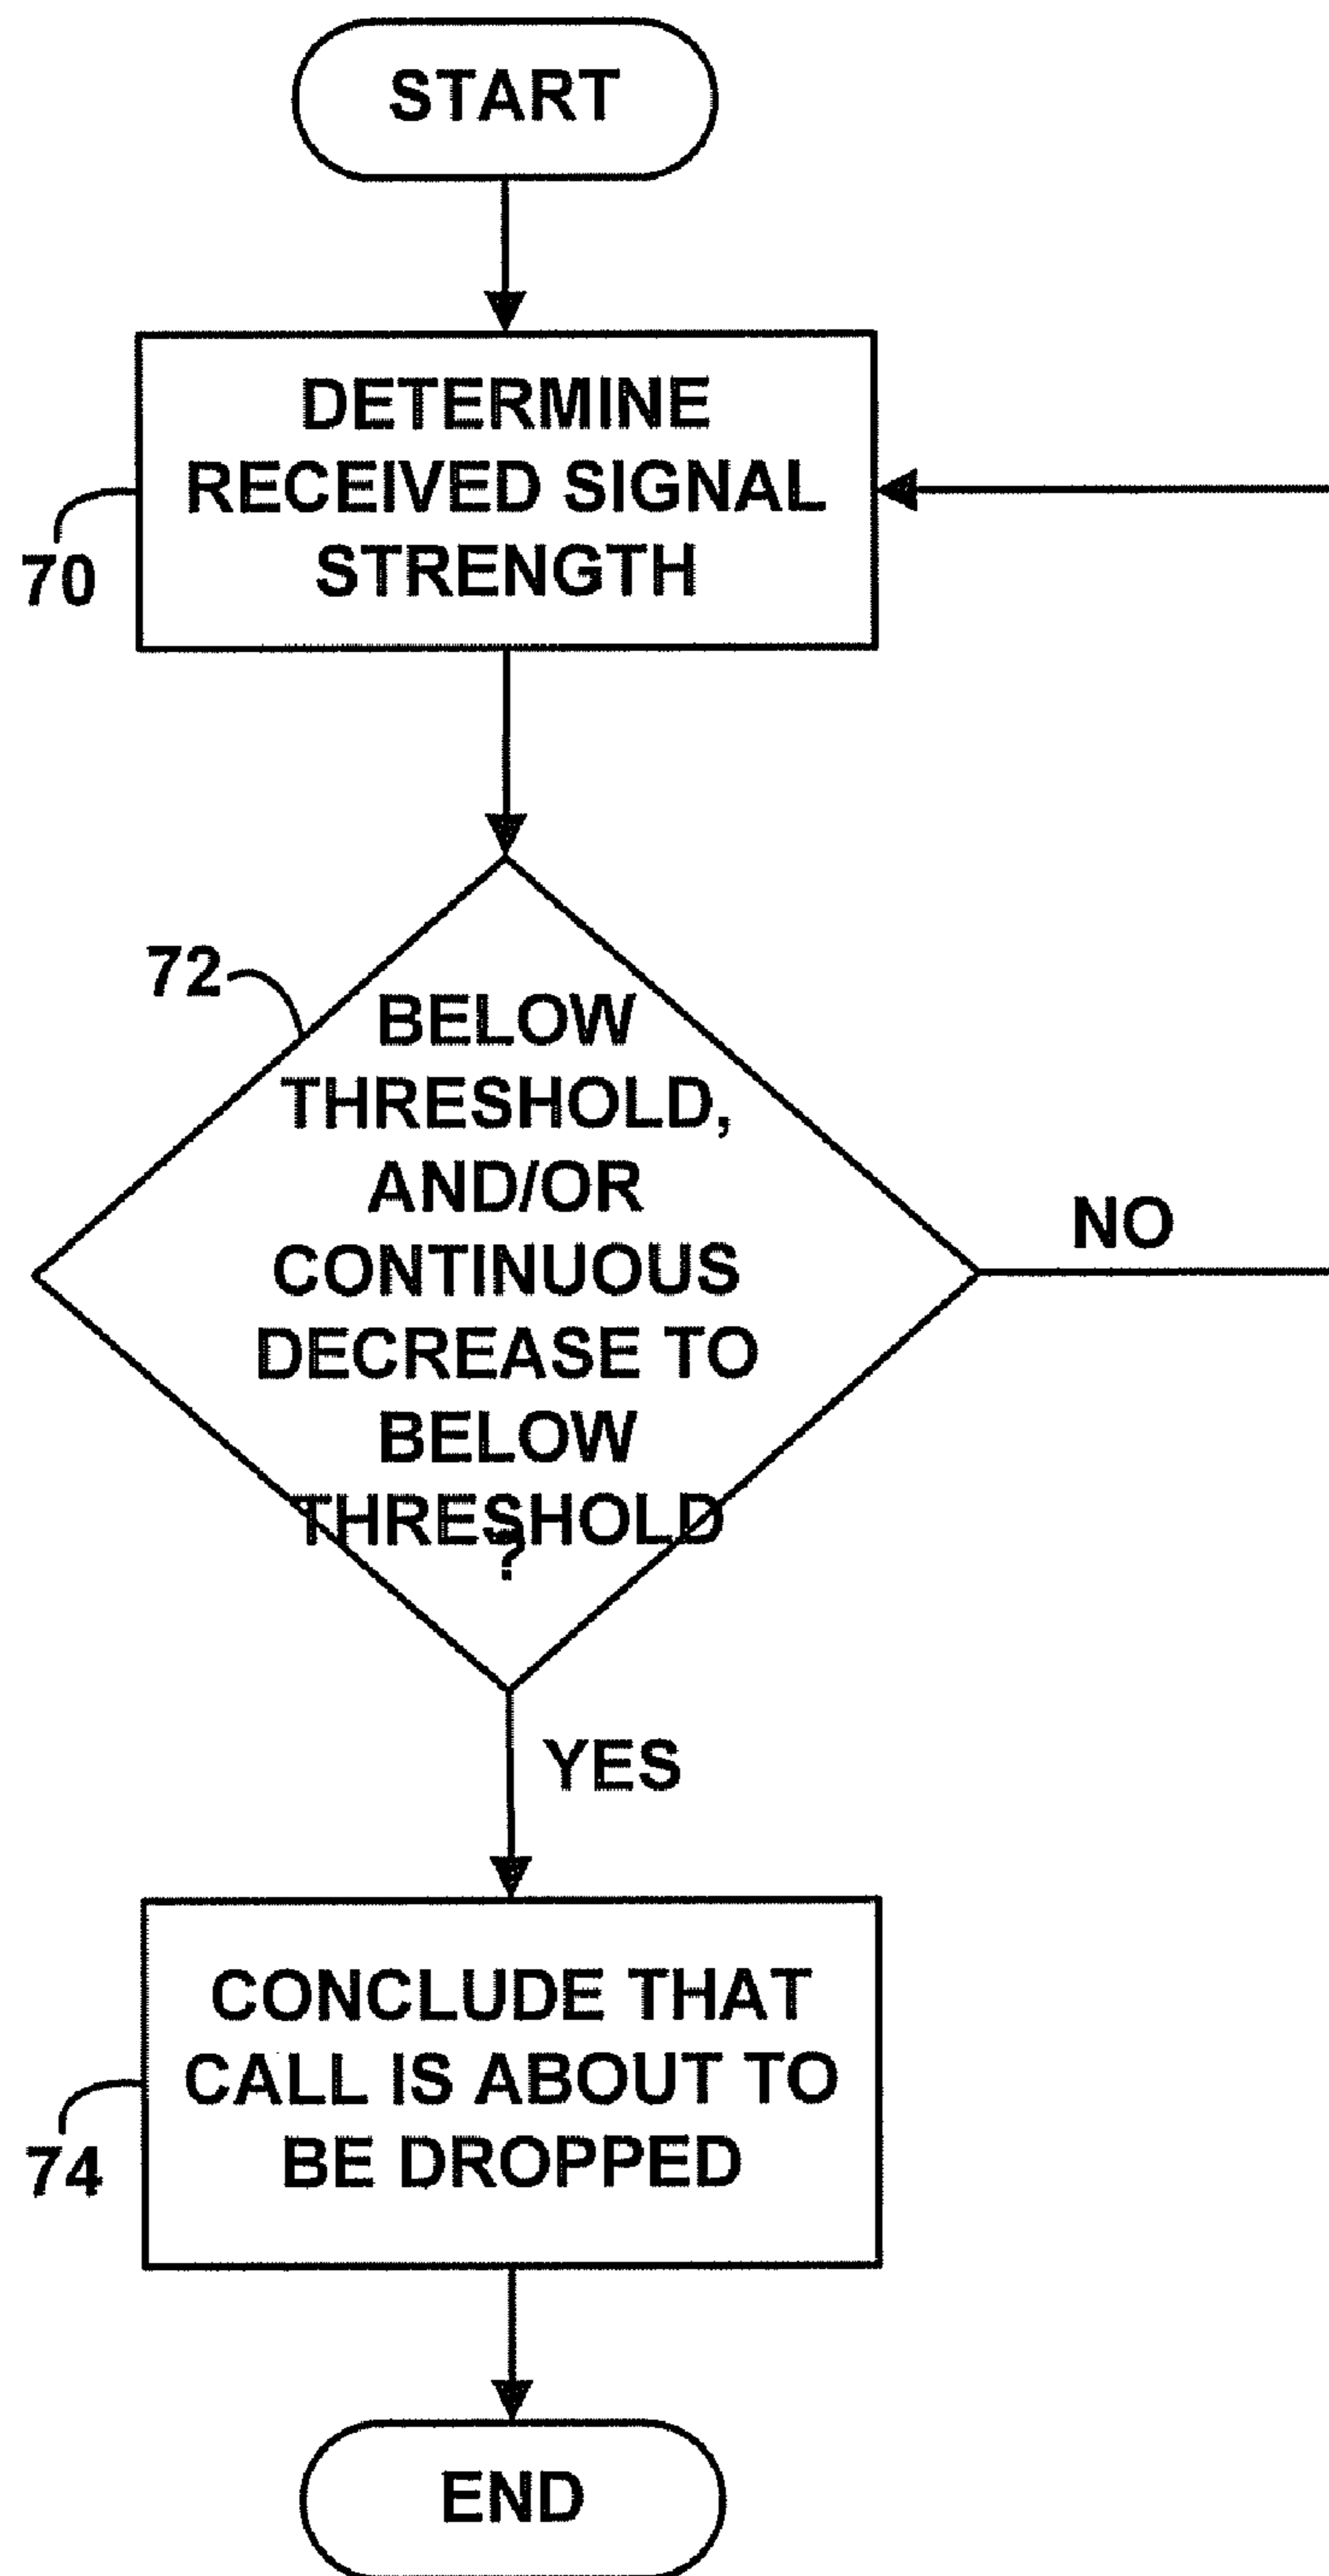 START
DETERMINE
RECEIVED SIGNAL
STRENGTH
70
72
BELOW
THRESHOLD,
AND/OR
CONTINUOUS
DECREASE TO
BELOW
THRESHOLD
?
NO
YES
CONCLUDE THAT
CALL IS ABOUT TO
BE DROPPED
74
END